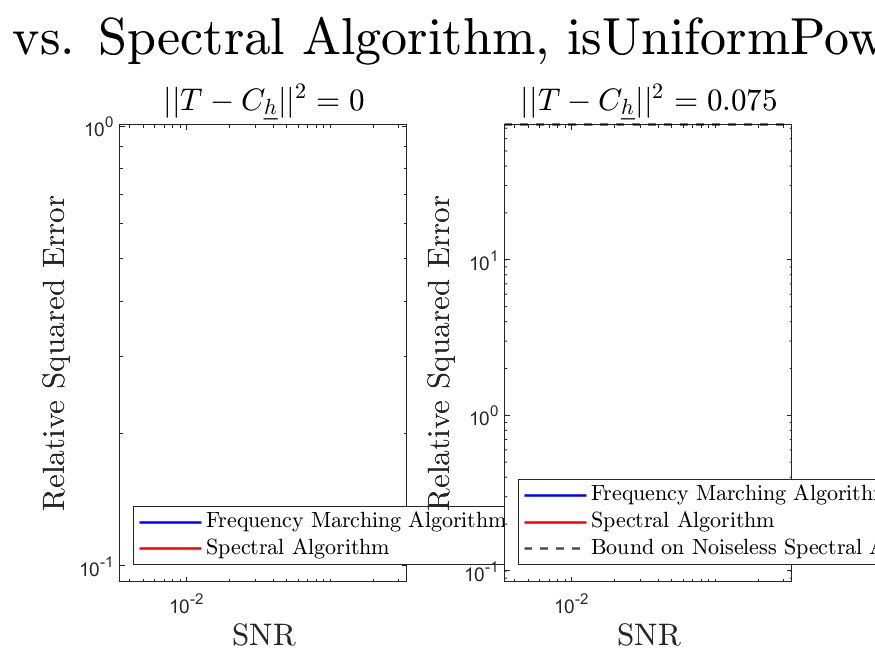 vs. Spectral Algorithm, isUniformPow
||T − C_h||² = 0
10⁰
10⁻¹
Relative Squared Error
Frequency Marching Algorithm
Spectral Algorithm
10⁻²
SNR
||T − C_h||² = 0.075
10¹
10⁰
10⁻¹
Relative Squared Error
Frequency Marching Algorithm
Spectral Algorithm
Bound on Noiseless Spectral A
10⁻²
SNR